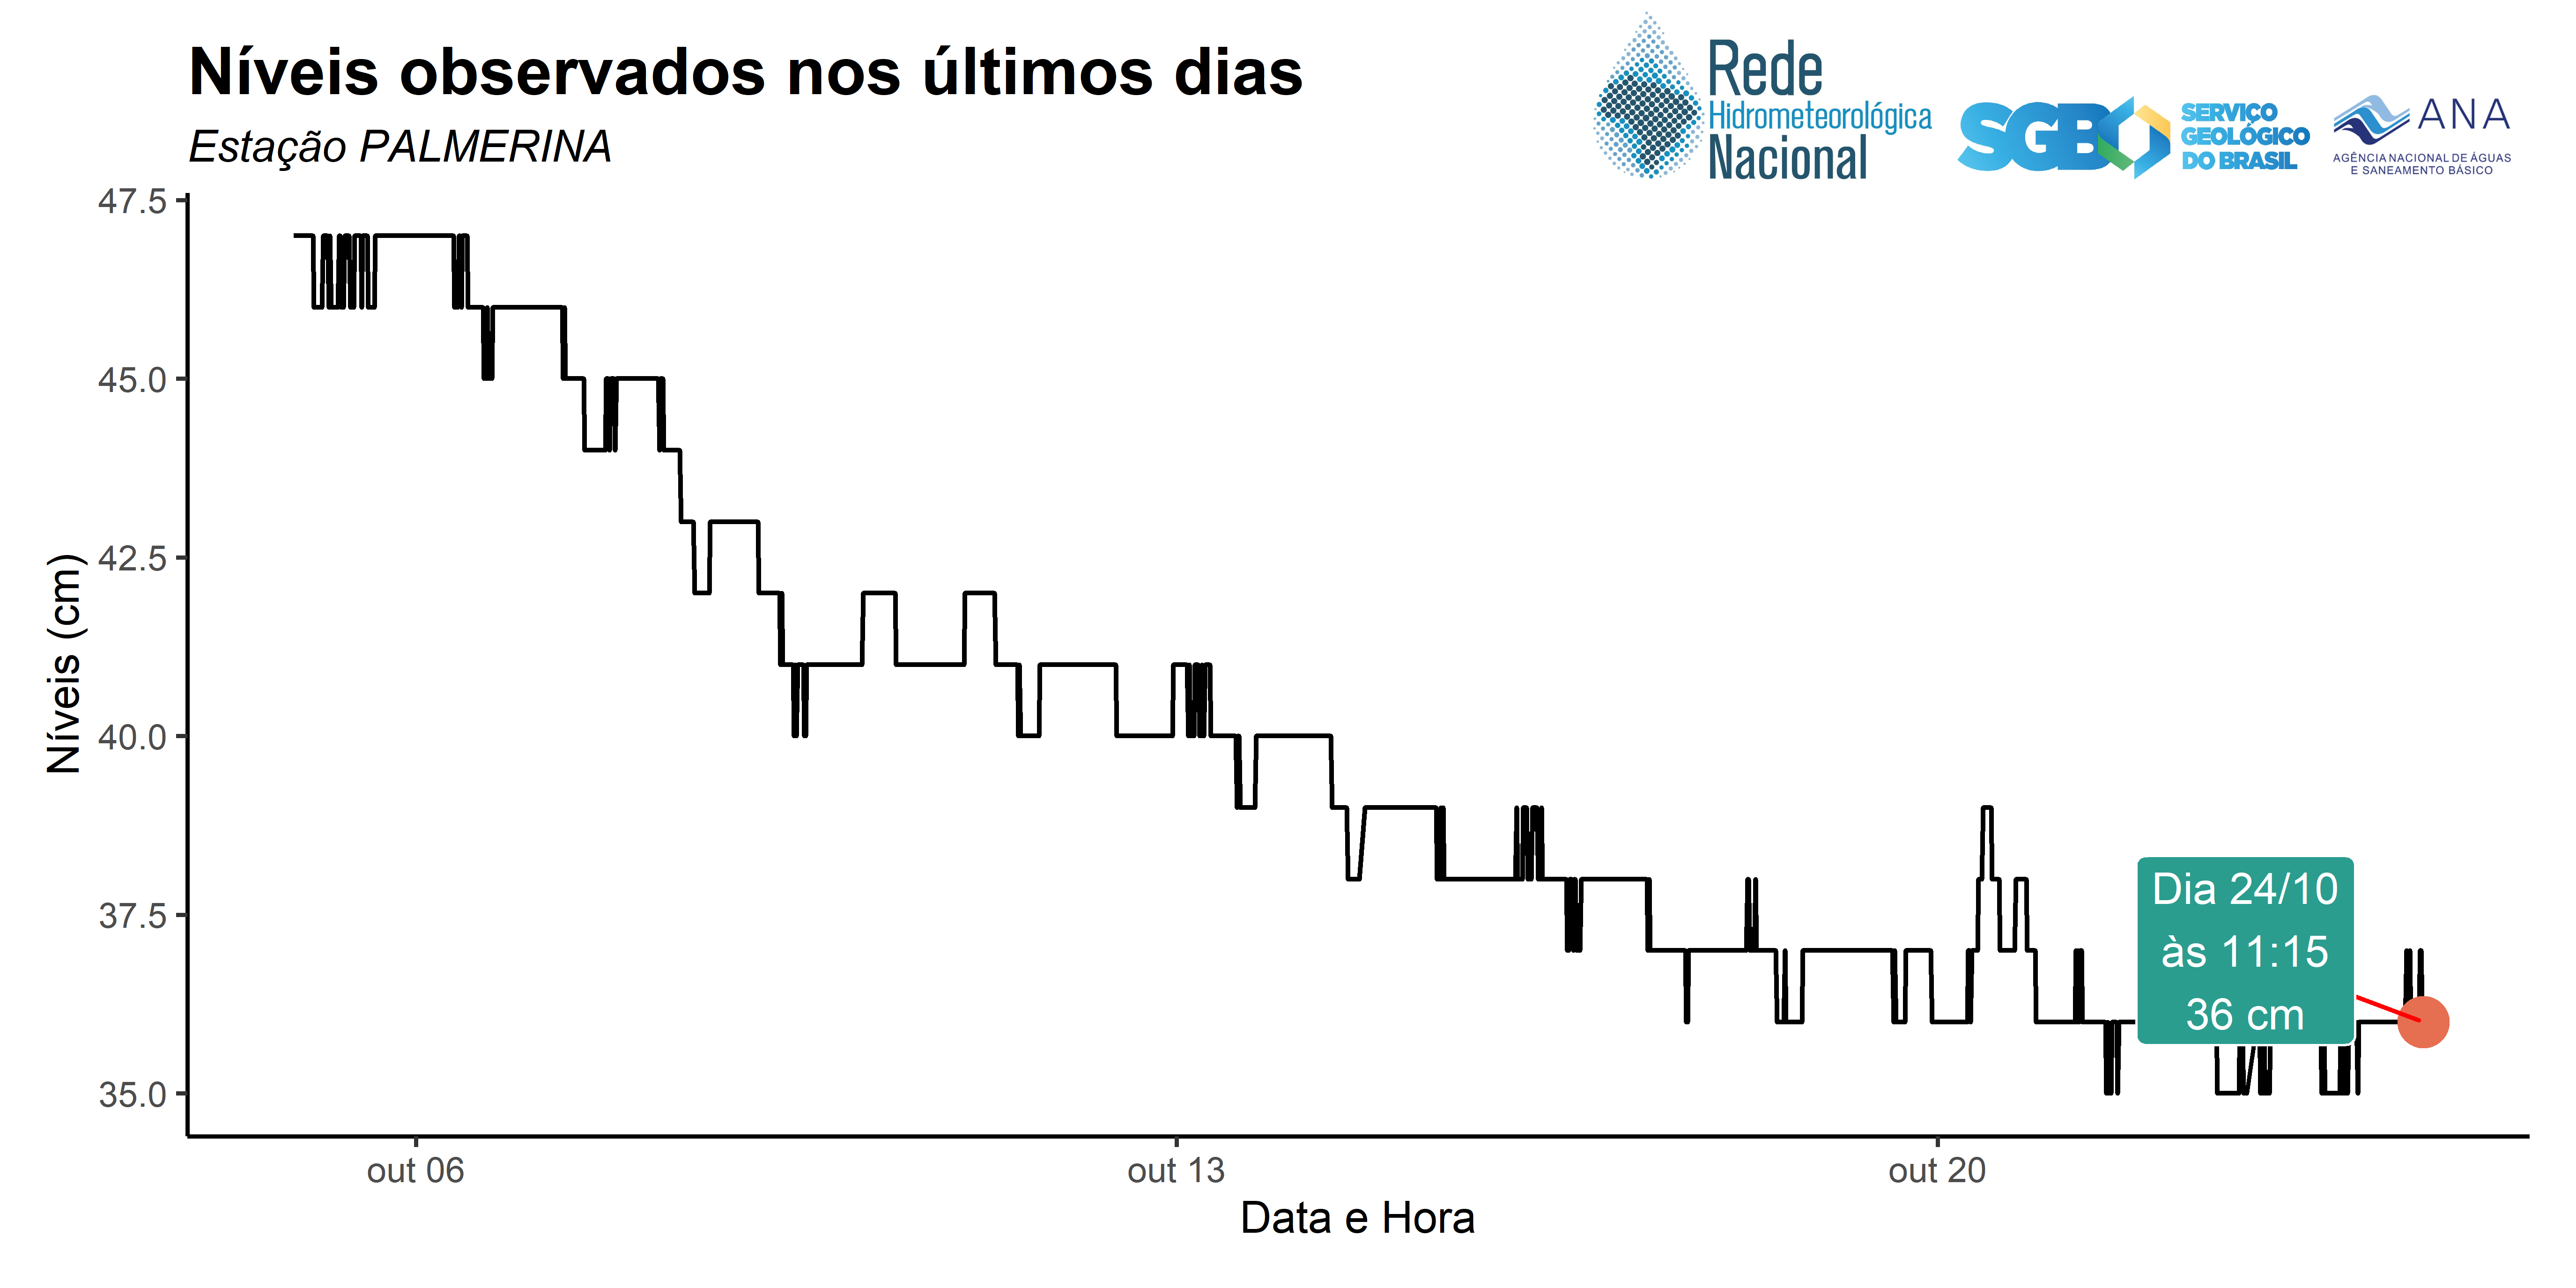 Níveis observados nos últimos dias
Estação PALMERINA
Rede
Hidrometeorológica
Nacional
SGB
SERVIÇO
GEOLÓGICO
DO BRASIL
ANA
AGÊNCIA NACIONAL DE ÁGUAS
E SANEAMENTO BÁSICO
Níveis (cm)
47.5
45.0
42.5
40.0
37.5
35.0
Dia 24/10
às 11:15
36 cm
out 06
out 13
out 20
Data e Hora